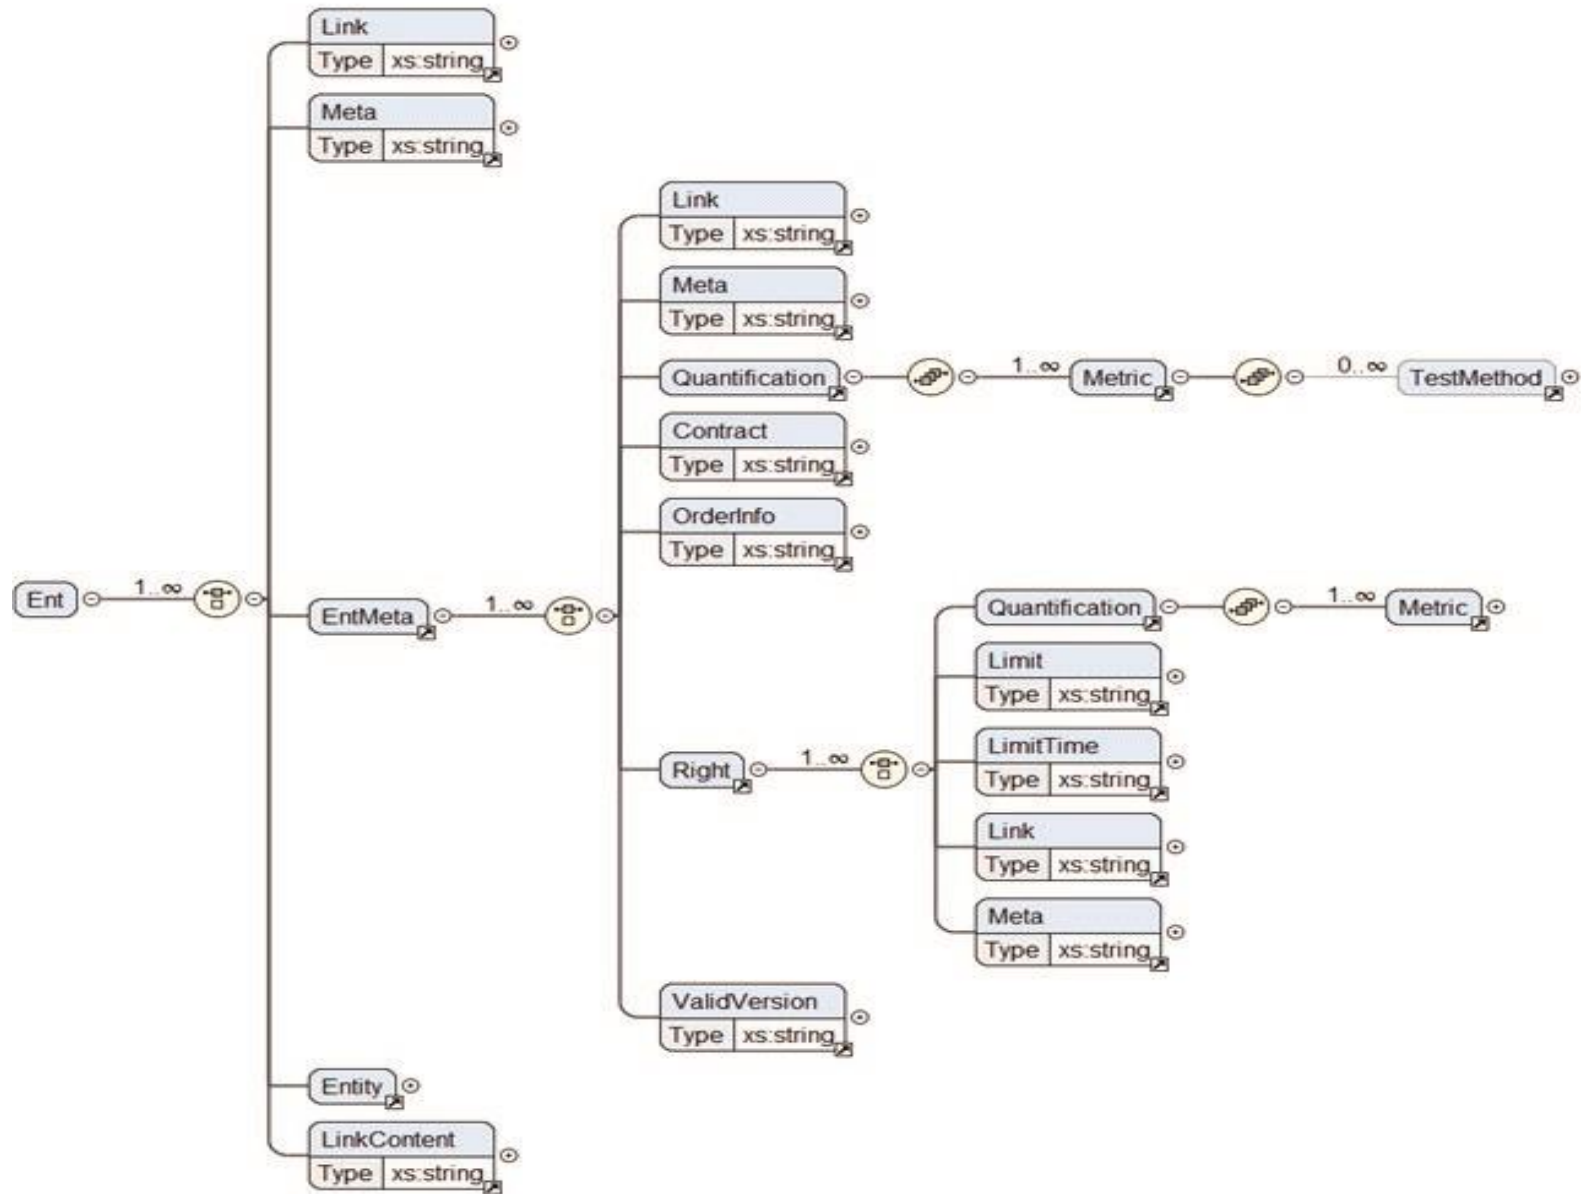 Link
Type xs:string
Meta
Type xs:string
Link
Type xs:string
Meta
Type xs:string
Quantification 1..∞ Metric 0..∞ TestMethod
Contract
Type xs:string
OrderInfo
Type xs:string
Ent 1..∞ EntMeta 1..∞
Quantification 1..∞ Metric
Limit
Type xs:string
LimitTime
Type xs:string
Right 1..∞
Link
Type xs:string
Meta
Type xs:string
ValidVersion
Type xs:string
Entity
LinkContent
Type xs:string